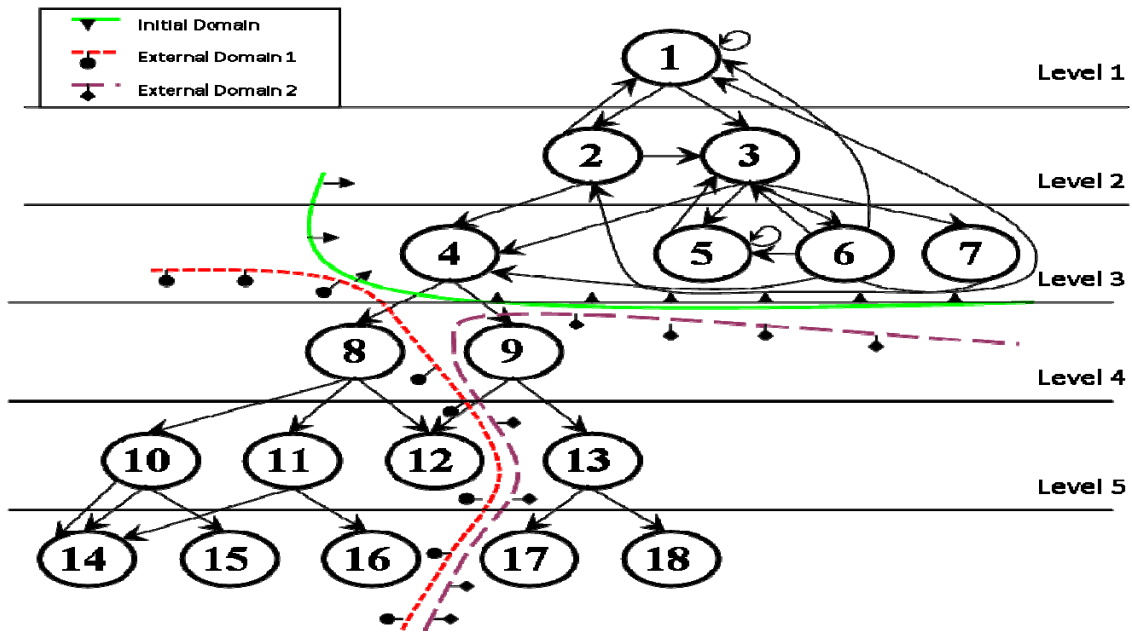 Initial Domain
External Domain 1
External Domain 2
1
Level 1
2 3
Level 2
4 5 6 7
Level 3
8 9
Level 4
10 11 12 13
Level 5
14 15 16 17 18